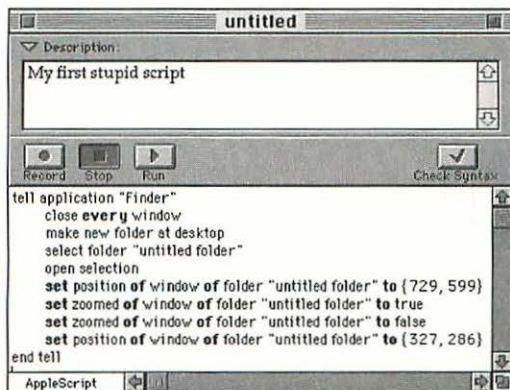 untitled
Description:
My first stupid script
Record Stop Run Check Syntax
tell application "Finder"
close every window
make new folder at desktop
select folder "untitled folder"
open selection
set position of window of folder "untitled folder" to {729, 599}
set zoomed of window of folder "untitled folder" to true
set zoomed of window of folder "untitled folder" to false
set position of window of folder "untitled folder" to {327, 286}
end tell
AppleScript